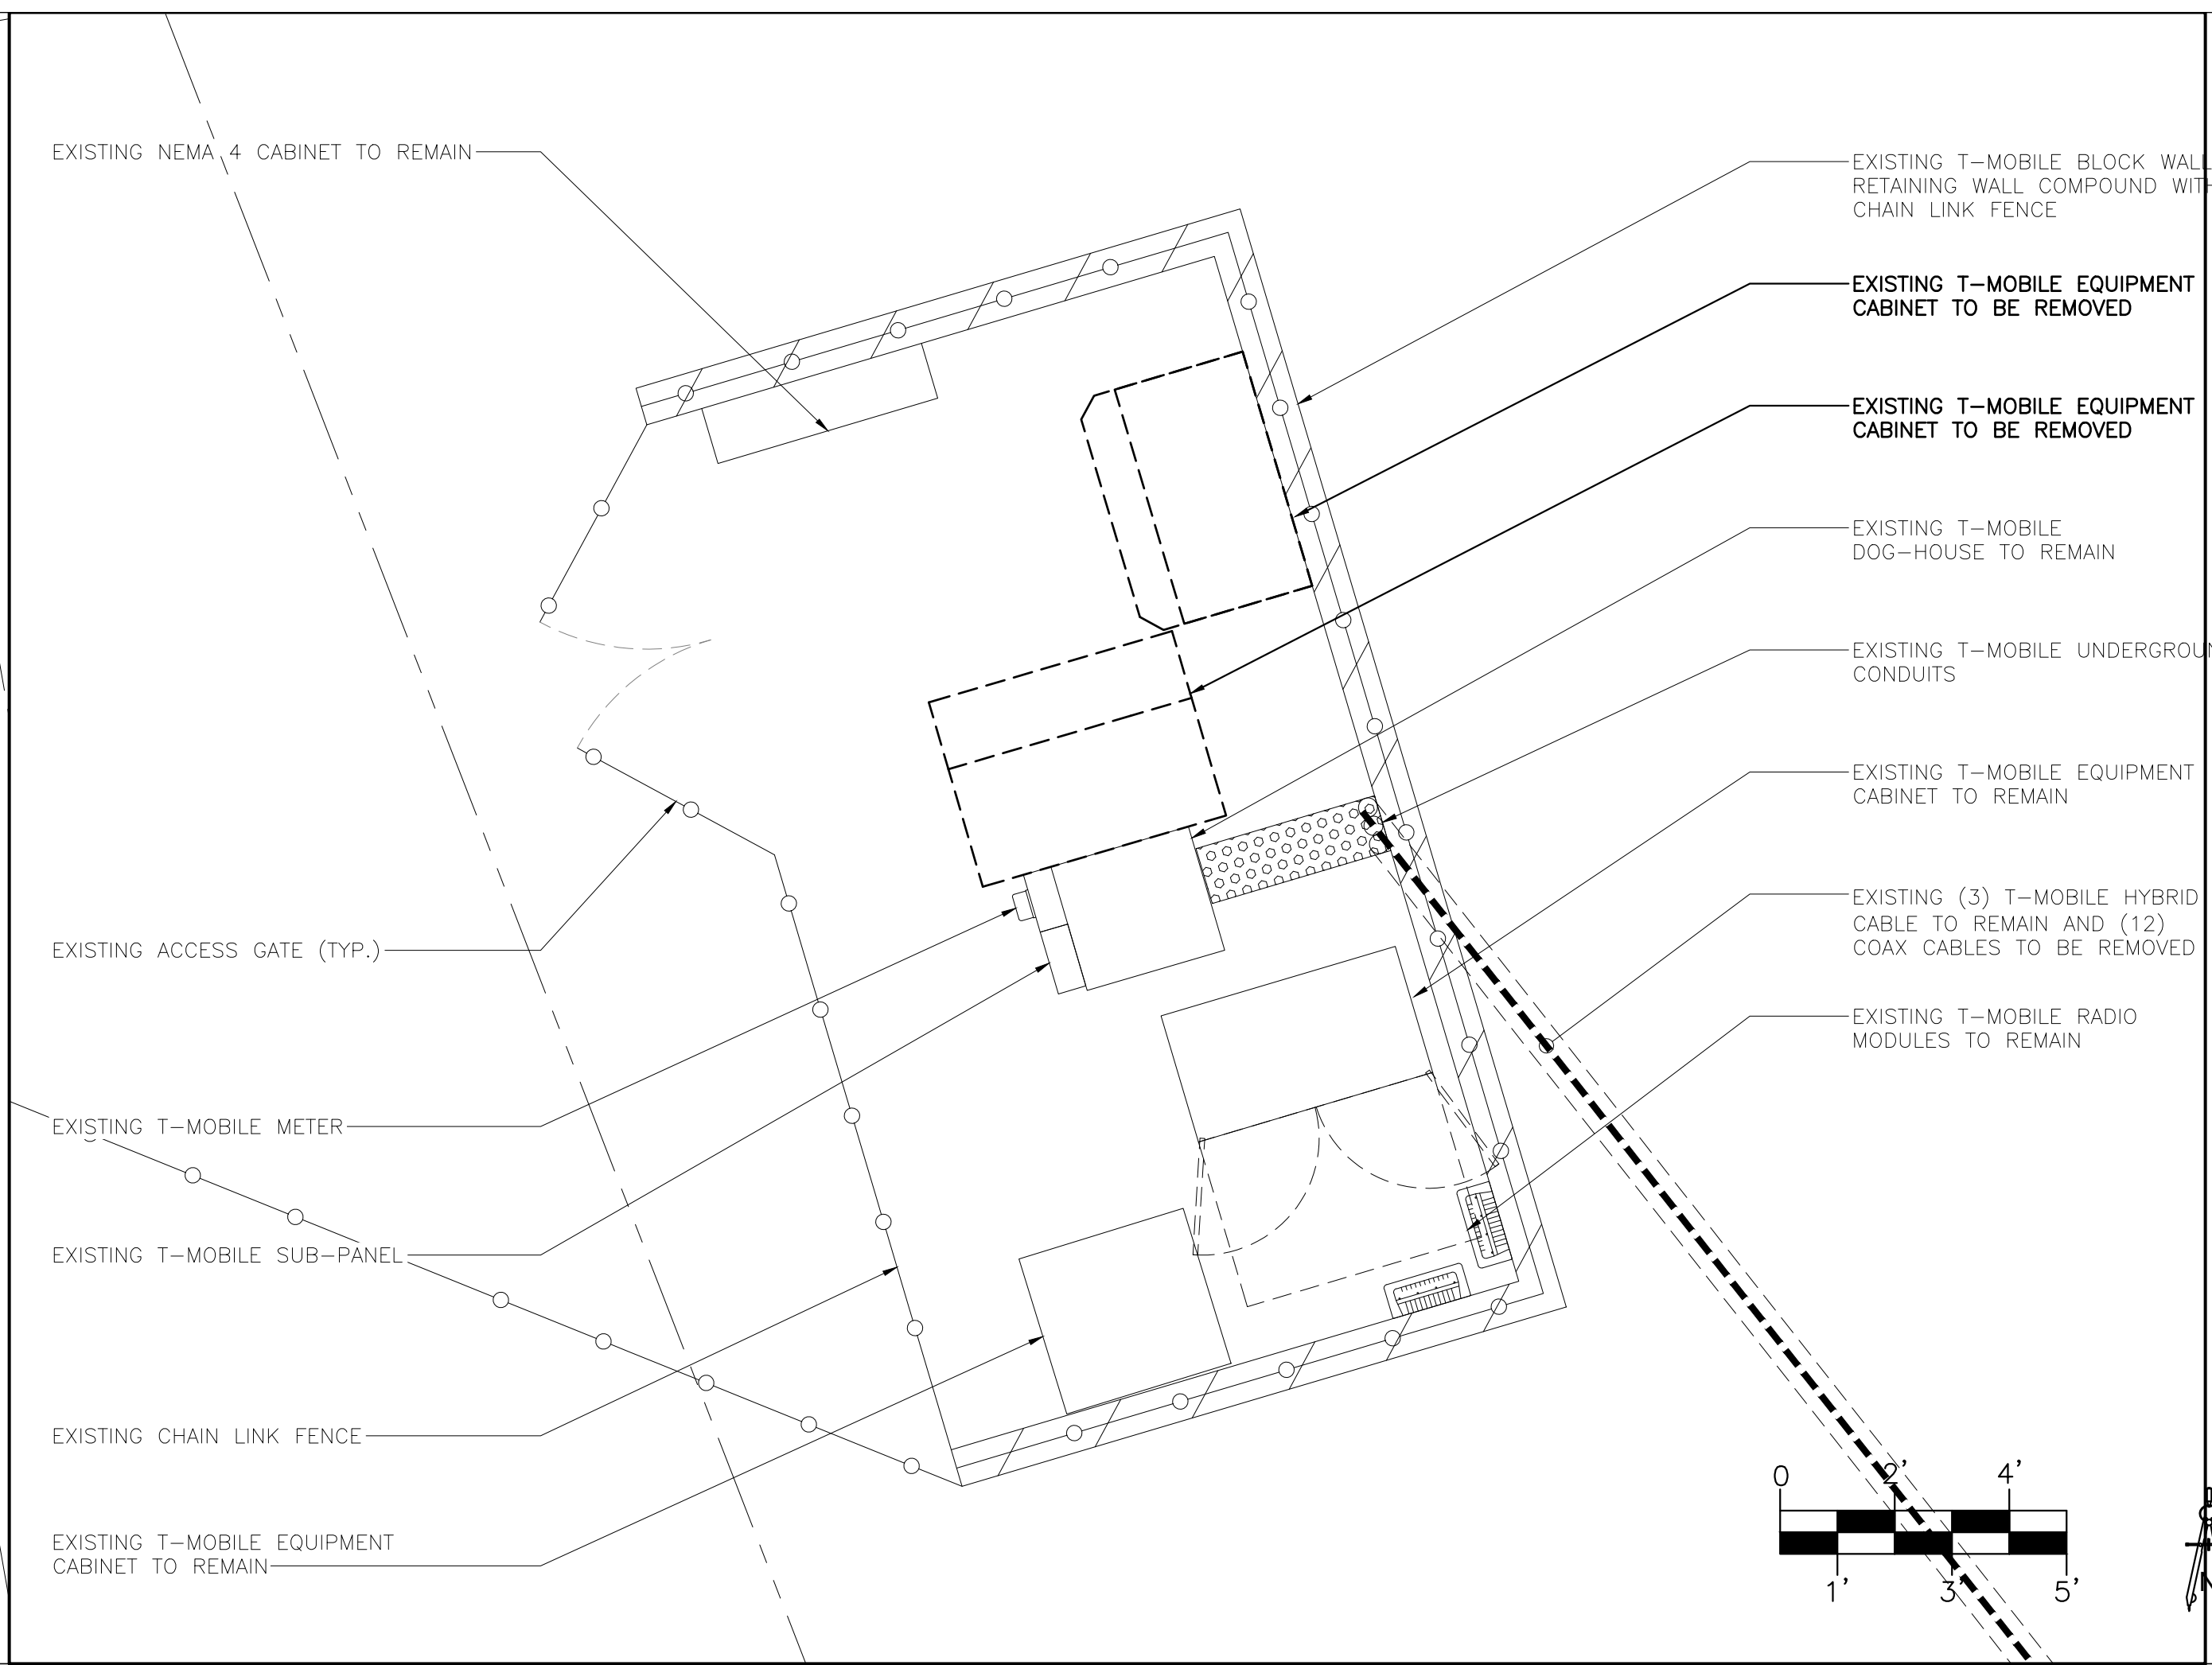 EXISTING NEMA 4 CABINET TO REMAIN
EXISTING ACCESS GATE (TYP.)
EXISTING T-MOBILE METER
EXISTING T-MOBILE SUB-PANEL
EXISTING CHAIN LINK FENCE
EXISTING T-MOBILE EQUIPMENT
CABINET TO REMAIN
EXISTING T-MOBILE BLOCK WALL
RETAINING WALL COMPOUND WITH
CHAIN LINK FENCE
EXISTING T-MOBILE EQUIPMENT
CABINET TO BE REMOVED
EXISTING T-MOBILE EQUIPMENT
CABINET TO BE REMOVED
EXISTING T-MOBILE
DOG-HOUSE TO REMAIN
EXISTING T-MOBILE
CONDUITS
EXISTING T-MOBILE EQUIPMENT
CABINET TO REMAIN
EXISTING (3) T-MOBILE HYBRID
CABLE TO REMAIN AND (12)
COAX CABLES TO BE REMOVED
EXISTING T-MOBILE RADIO
MODULES TO REMAIN
0 2' 4'
1' 3' 5'